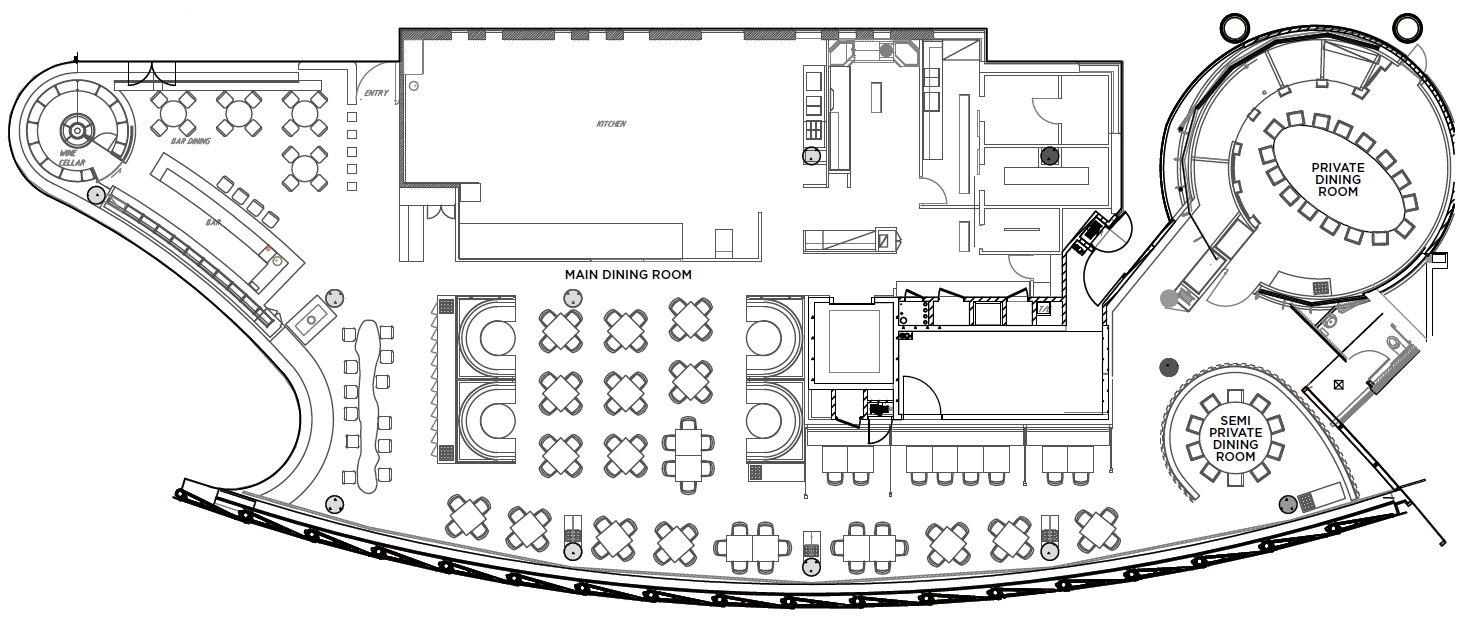 ENTRY
KITCHEN
BAR DINING
WINE
CELLAR
PRIVATE
DINING
ROOM
BAR
MAIN DINING ROOM
SEMI
PRIVATE
DINING
ROOM